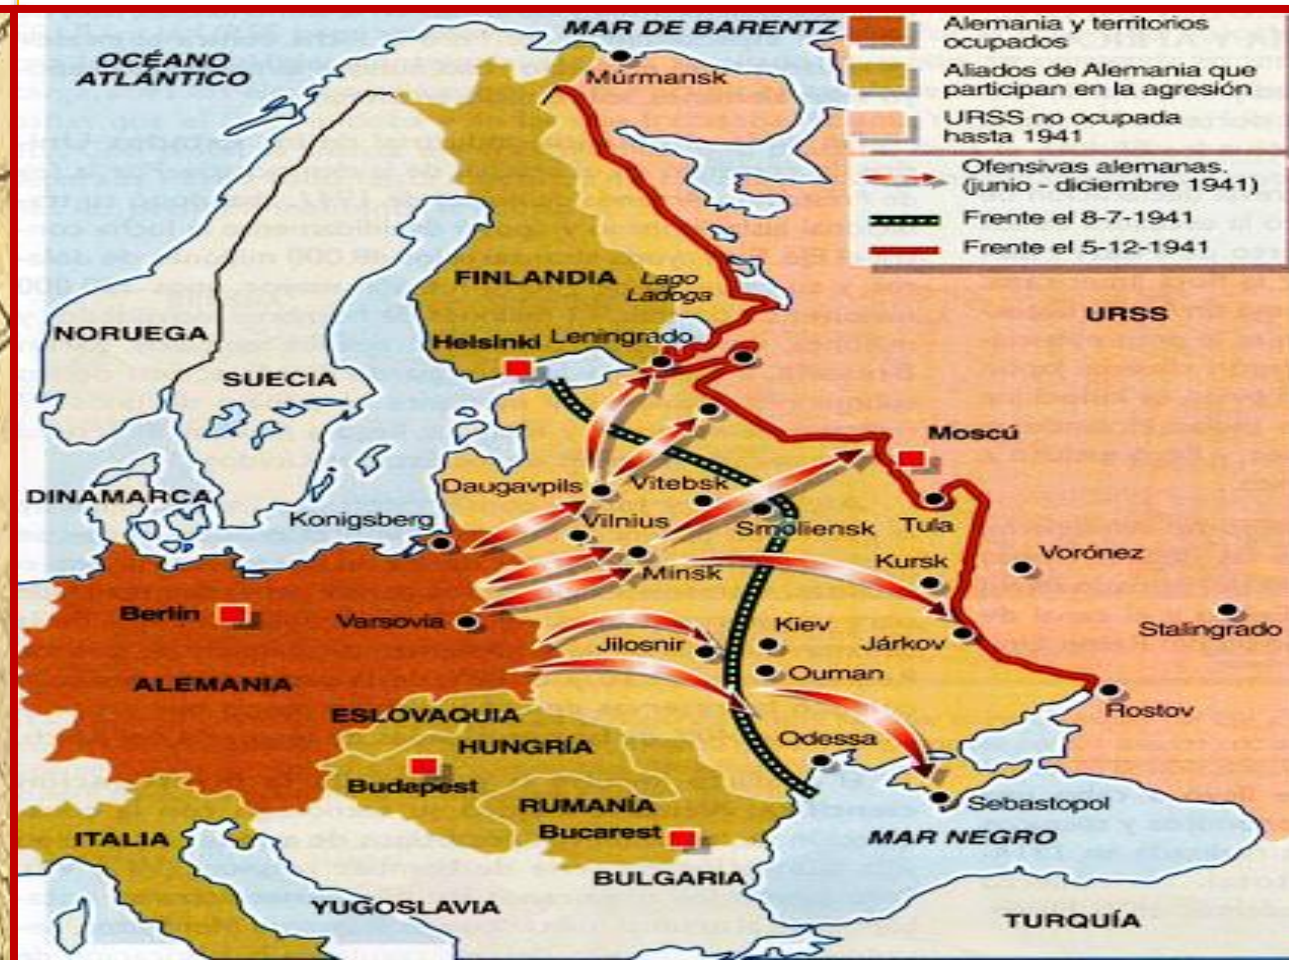 MAR DE BARENTZ
OCÉANO
ATLÁNTICO
Múrmansk
Alemania y territorios
ocupados
Aliados de Alemania que
participan en la agresión
URSS no ocupada
hasta 1941
Ofensivas alemanas.
(junio - diciembre 1941)
Frente el 8-7-1941
Frente el 5-12-1941
FINLANDIA
Lago
Ladoga
URSS
NORUEGA
Helsinki
Leningrado
SUECIA
Moscú
DINAMARCA
Daugavpils
Vitebsk
Konigsberg
Vilnius
Smoliensk
Tula
Minsk
Kursk
Vorónez
Berlín
Varsovia
Kiev
Jilosnir
Járkov
Stalingrado
Ouman
ALEMANIA
ESLOVAQUIA
Rostov
HUNGRÍA
Odessa
Budapest
RUMANÍA
Sebastopol
ITALIA
Bucarest
MAR NEGRO
BULGARIA
YUGOSLAVIA
TURQUÍA